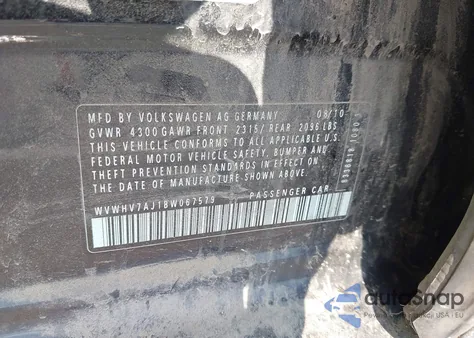 MFD BY VOLKSWAGEN AG GERMANY 08/10
GVWR 4300 GAWR FRONT 2315/ REAR 2096 LBS
THIS VEHICLE CONFORMS TO ALL APPLICABLE U.S.
FEDERAL MOTOR VEHICLE SAFETY, BUMPER AND
THEFT PREVENTION STANDARDS IN EFFECT ON
THE DATE OF MANUFACTURE SHOWN ABOVE.
WVWHV7AJ1BW067579 PASSENGER CAR
autoSnap